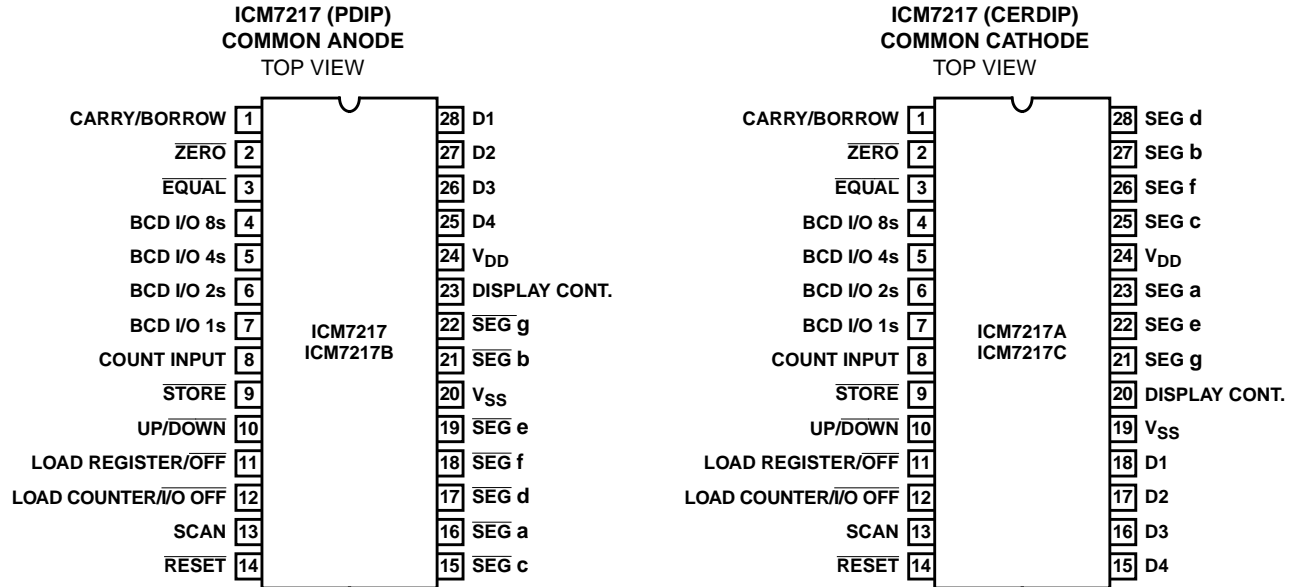 ICM7217 (PDIP)
COMMON ANODE
TOP VIEW
CARRY/BORROW 1
ZERO 2
EQUAL 3
BCD I/O 8s 4
BCD I/O 4s 5
BCD I/O 2s 6
BCD I/O 1s 7
COUNT INPUT 8
STORE 9
UP/DOWN 10
LOAD REGISTER/OFF 11
LOAD COUNTER/I/O OFF 12
SCAN 13
RESET 14
ICM7217
ICM7217B
28 D1
27 D2
26 D3
25 D4
24 VDD
23 DISPLAY CONT.
22 SEG g
21 SEG b
20 VSS
19 SEG e
18 SEG f
17 SEG d
16 SEG a
15 SEG c
ICM7217 (CERDIP)
COMMON CATHODE
TOP VIEW
CARRY/BORROW 1
ZERO 2
EQUAL 3
BCD I/O 8s 4
BCD I/O 4s 5
BCD I/O 2s 6
BCD I/O 1s 7
COUNT INPUT 8
STORE 9
UP/DOWN 10
LOAD REGISTER/OFF 11
LOAD COUNTER/I/O OFF 12
SCAN 13
RESET 14
ICM7217A
ICM7217C
28 SEG d
27 SEG b
26 SEG f
25 SEG c
24 VDD
23 SEG a
22 SEG e
21 SEG g
20 DISPLAY CONT.
19 VSS
18 D1
17 D2
16 D3
15 D4